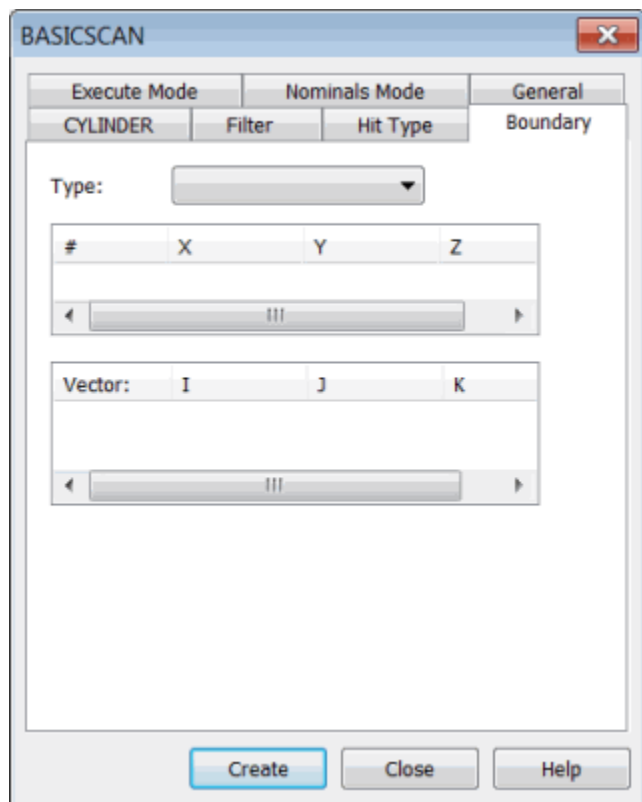 BASICSCAN
Execute Mode Nominals Mode General
CYLINDER Filter Hit Type Boundary
Type:
# X Y Z
Vector: I J K
Create Close Help